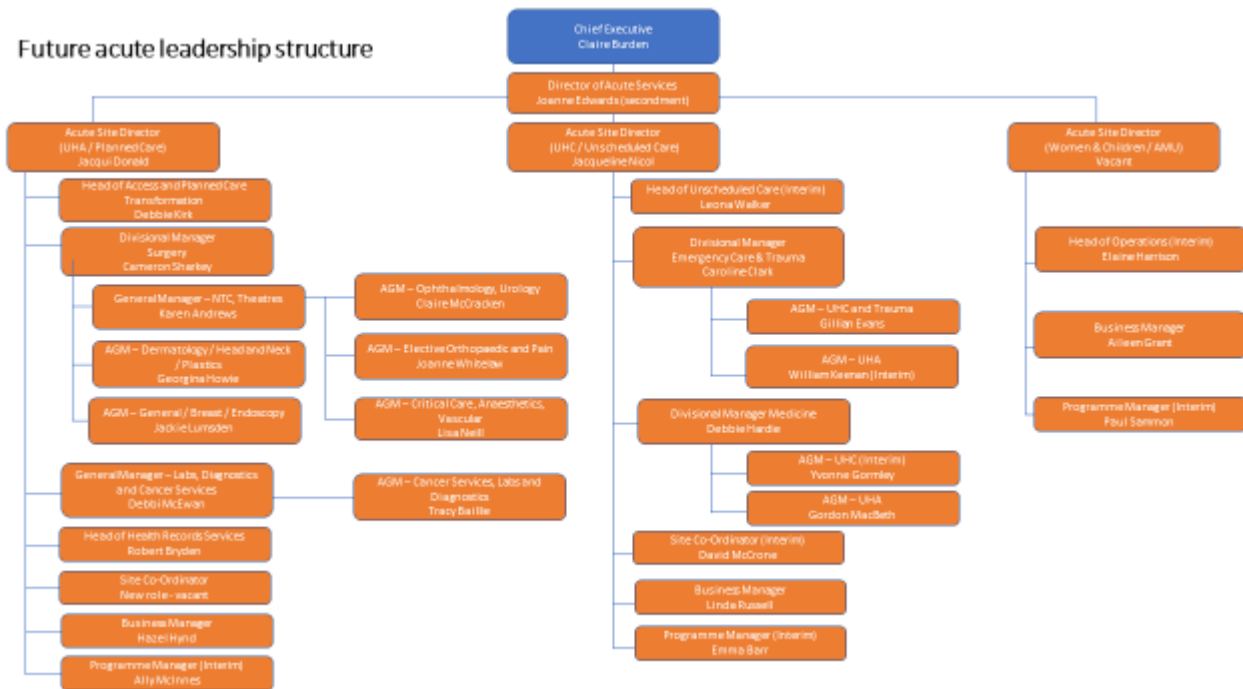 Future acute leadership structure
Chief Executive
Claire Burden
Director of Acute Services
Joanne Edwards (secondment)
Acute Site Director
(UHA / Planned Care)
Jacqui Donald
Head of Access and Planned Care
Transformation
Debbie Kirk
Divisional Manager
Surgery
Cameron Sharkey
General Manager – NTC, Theatres
Karen Andrews
AGM – Ophthalmology, Urology
Claire McCracken
AGM – Elective Orthopaedic and Pain
Joanne Whitelaw
AGM – Critical Care, Anaesthetics,
Vascular
Lisa Neill
AGM – Dermatology / Head and Neck
/ Plastics
Georgina Howie
AGM – General / Breast / Endoscopy
Jackie Lumsden
General Manager – Labs, Diagnostics
and Cancer Services
Debbi McEwan
AGM – Cancer Services, Labs and
Diagnostics
Tracy Baillie
Head of Health Records Services
Robert Bryden
Site Co-Ordinator
New role - vacant
Business Manager
Hazel Hynd
Programme Manager (Interim)
Ally McInnes
Acute Site Director
(UHC / Unscheduled Care)
Jacqueline Nicol
Head of Unscheduled Care (Interim)
Leona Walker
Divisional Manager
Emergency Care & Trauma
Caroline Clark
AGM – UHC and Trauma
Gillian Evans
AGM – UHA
William Keenan (Interim)
Divisional Manager Medicine
Debbie Hardie
AGM – UHC (Interim)
Yvonne Gormley
AGM – UHA
Gordon MacBeth
Site Co-Ordinator (Interim)
David McCrone
Business Manager
Linda Russell
Programme Manager (Interim)
Emma Barr
Acute Site Director
(Women & Children / AMU)
Vacant
Head of Operations (Interim)
Elaine Harrison
Business Manager
Aileen Grant
Programme Manager (Interim)
Paul Sammon